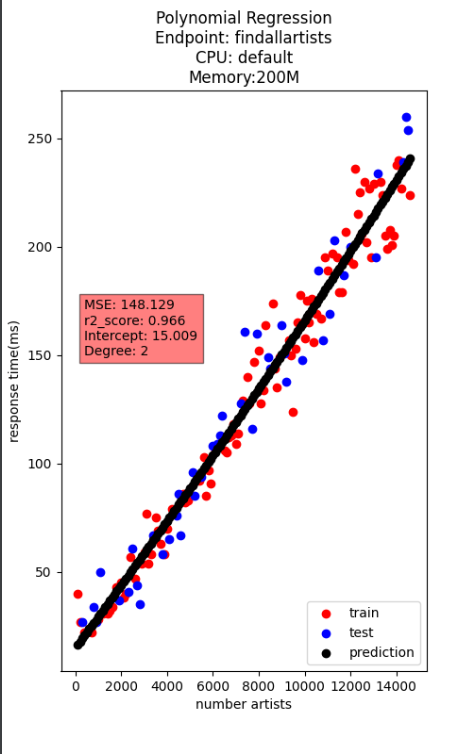 Polynomial Regression
Endpoint: findallartists
CPU: default
Memory:200M
250
200
150
100
50
response time(ms)
MSE: 148.129
r2_score: 0.966
Intercept: 15.009
Degree: 2
train
test
prediction
0 2000 4000 6000 8000 10000 12000 14000
number artists